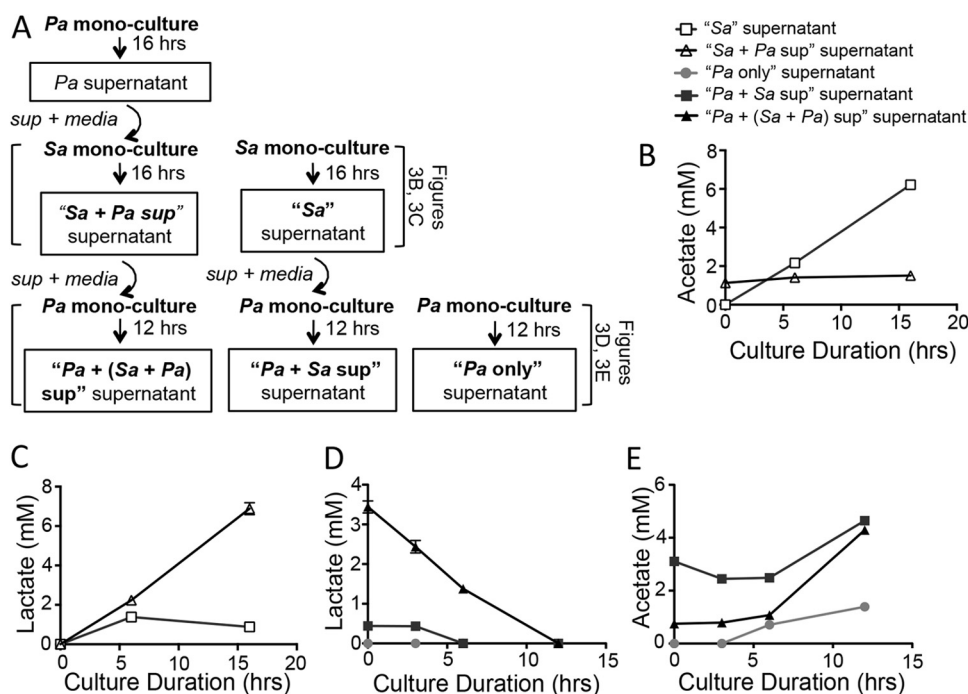 A
Pa mono-culture
16 hrs
Pa supernatant
sup + media
Sa mono-culture
16 hrs
"Sa + Pa sup"
supernatant
Sa mono-culture
16 hrs
"Sa"
supernatant
Figures
3B, 3C
sup + media
sup + media
Pa mono-culture
12 hrs
"Pa + (Sa + Pa)
sup" supernatant
Pa mono-culture
12 hrs
"Pa + Sa sup"
supernatant
Pa mono-culture
12 hrs
"Pa only"
supernatant
Figures
3D, 3E
"Sa" supernatant
"Sa + Pa sup" supernatant
"Pa only" supernatant
"Pa + Sa sup" supernatant
"Pa + (Sa + Pa) sup" supernatant
B
Acetate (mM)
8
6
4
2
0
0 5 10 15 20
Culture Duration (hrs)
C
Lactate (mM)
8
6
4
2
0
0 5 10 15 20
Culture Duration (hrs)
D
Lactate (mM)
4
3
2
1
0
0 5 10 15
Culture Duration (hrs)
E
Acetate (mM)
6
4
2
0
0 5 10 15
Culture Duration (hrs)